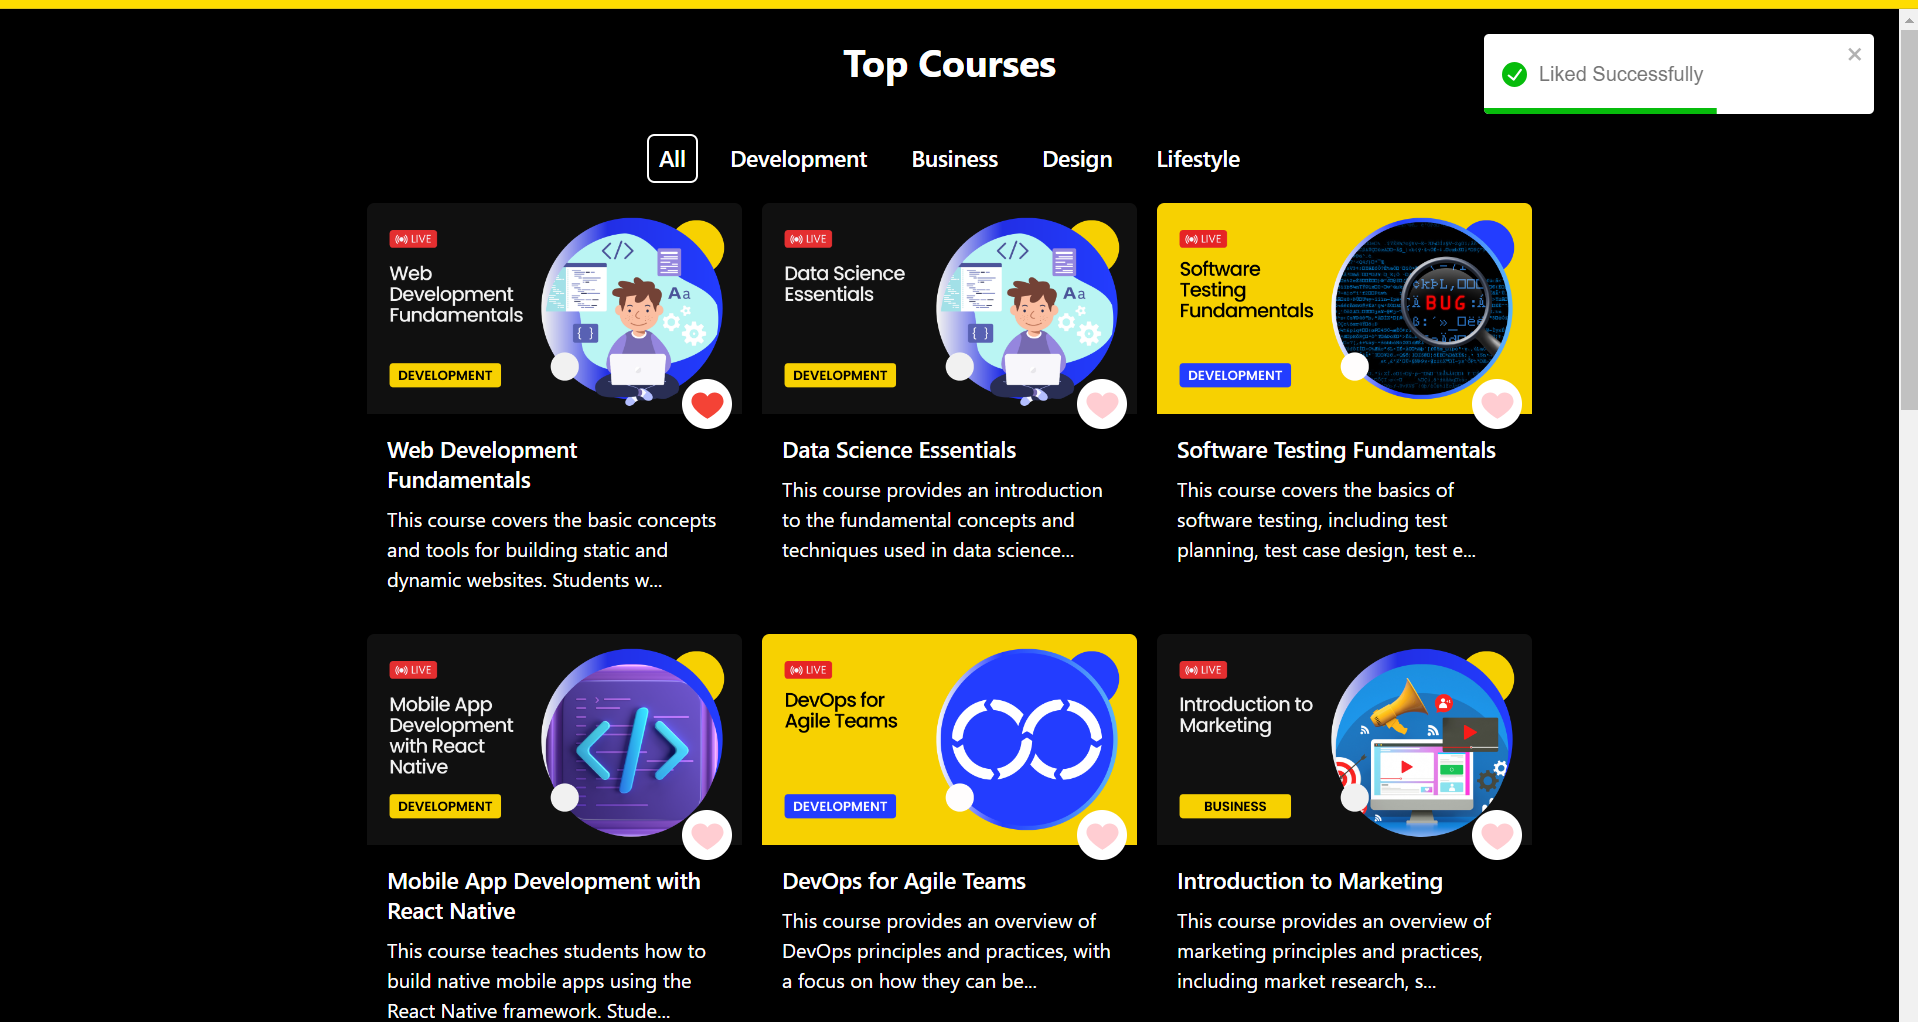 Top Courses
Liked Successfully
All
Development
Business
Design
Lifestyle
LIVE
Web
Development
Fundamentals
DEVELOPMENT
Web Development
Fundamentals
This course covers the basic concepts
and tools for building static and
dynamic websites. Students w...
LIVE
Data Science
Essentials
DEVELOPMENT
Data Science Essentials
This course provides an introduction
to the fundamental concepts and
techniques used in data science...
LIVE
Software
Testing
Fundamentals
BUG
DEVELOPMENT
Software Testing Fundamentals
This course covers the basics of
software testing, including test
planning, test case design, test e...
LIVE
Mobile App
Development
with React
Native
DEVELOPMENT
Mobile App Development with
React Native
This course teaches students how to
build native mobile apps using the
React Native framework. Stude...
LIVE
DevOps for
Agile Teams
DEVELOPMENT
DevOps for Agile Teams
This course provides an overview of
DevOps principles and practices, with
a focus on how they can be...
LIVE
Introduction to
Marketing
BUSINESS
Introduction to Marketing
This course provides an overview of
marketing principles and practices,
including market research, s...